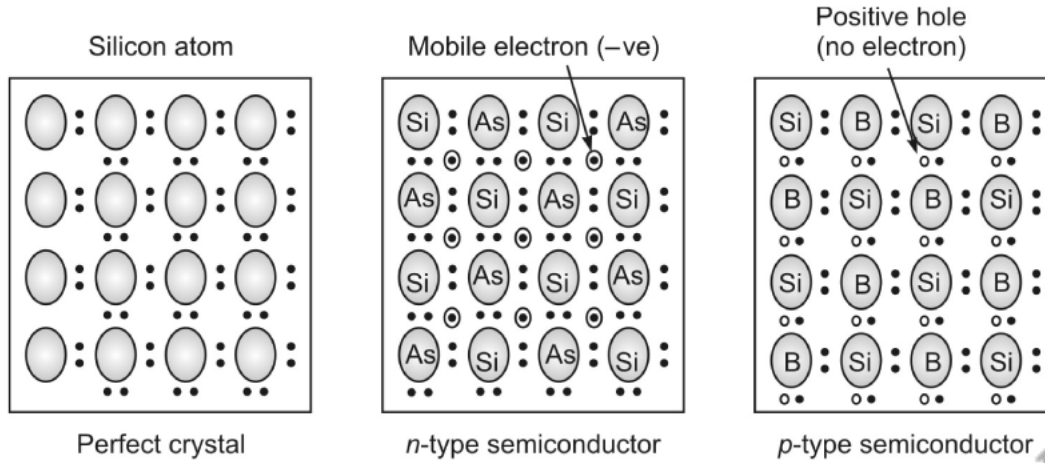 Silicon atom
Mobile electron (–ve)
Positive hole
(no electron)
Si As Si As
As Si As Si
Si As Si As
As Si As Si
Si B Si B
B Si B Si
Si B Si B
B Si B Si
Perfect crystal
n-type semiconductor
p-type semiconductor